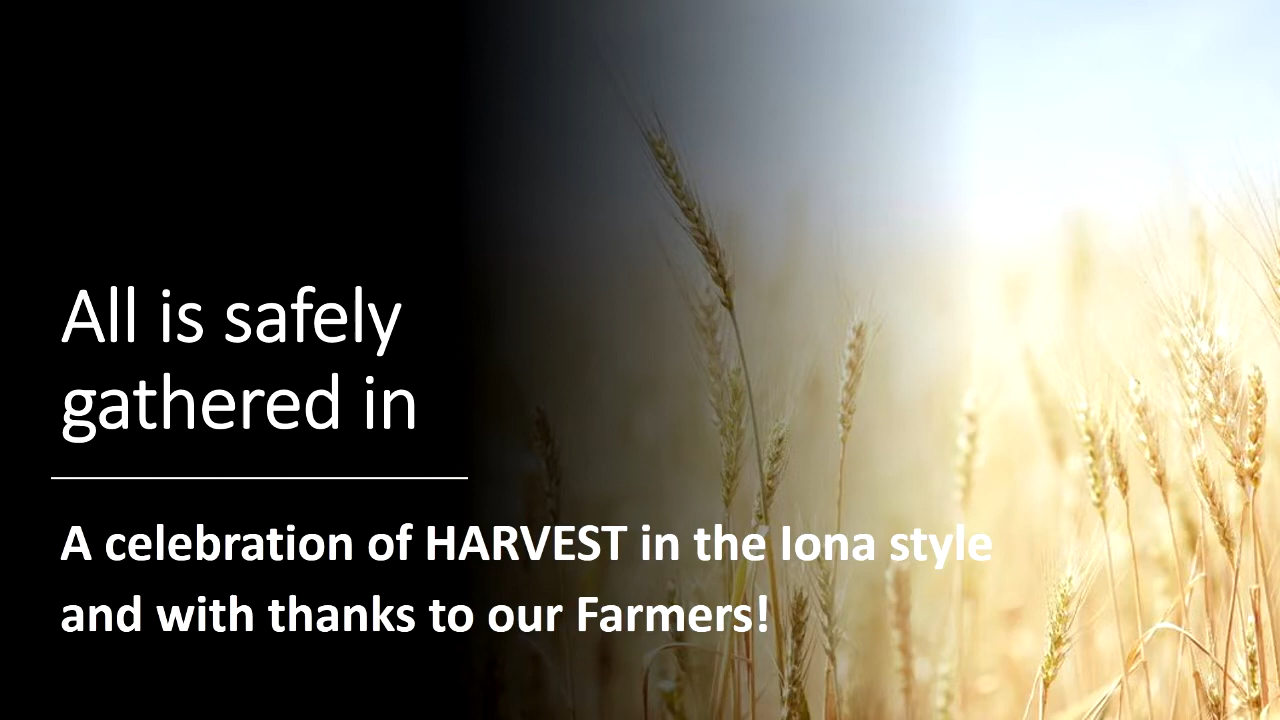 All is safely
gathered in
A celebration of HARVEST in the Iona style
and with thanks to our Farmers!